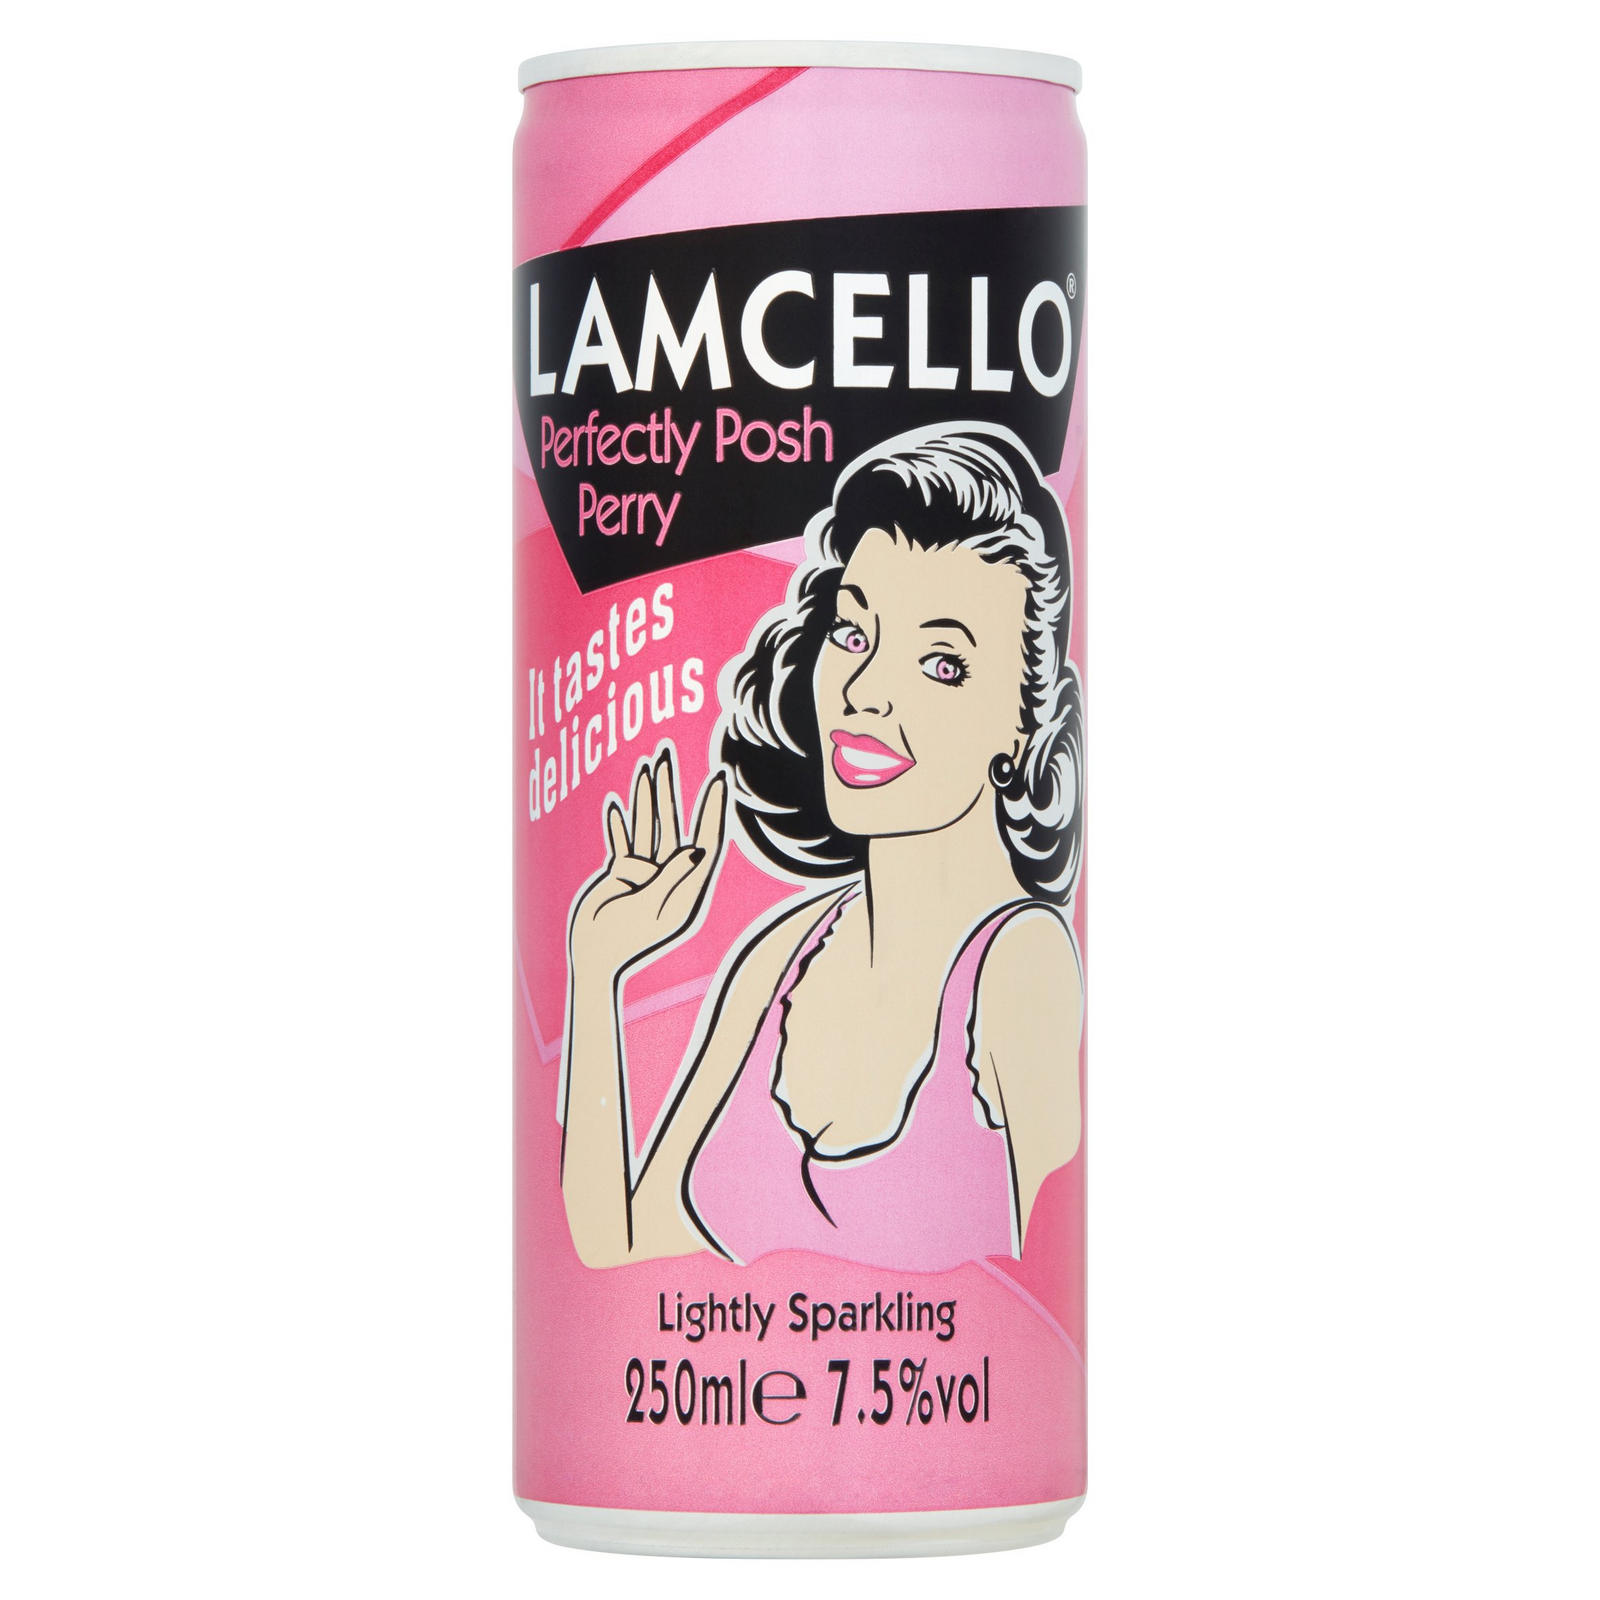 LAMCELLO®
Perfectly Posh
Perry
It tastes
delicious
Lightly Sparkling
250ml℮ 7.5%vol